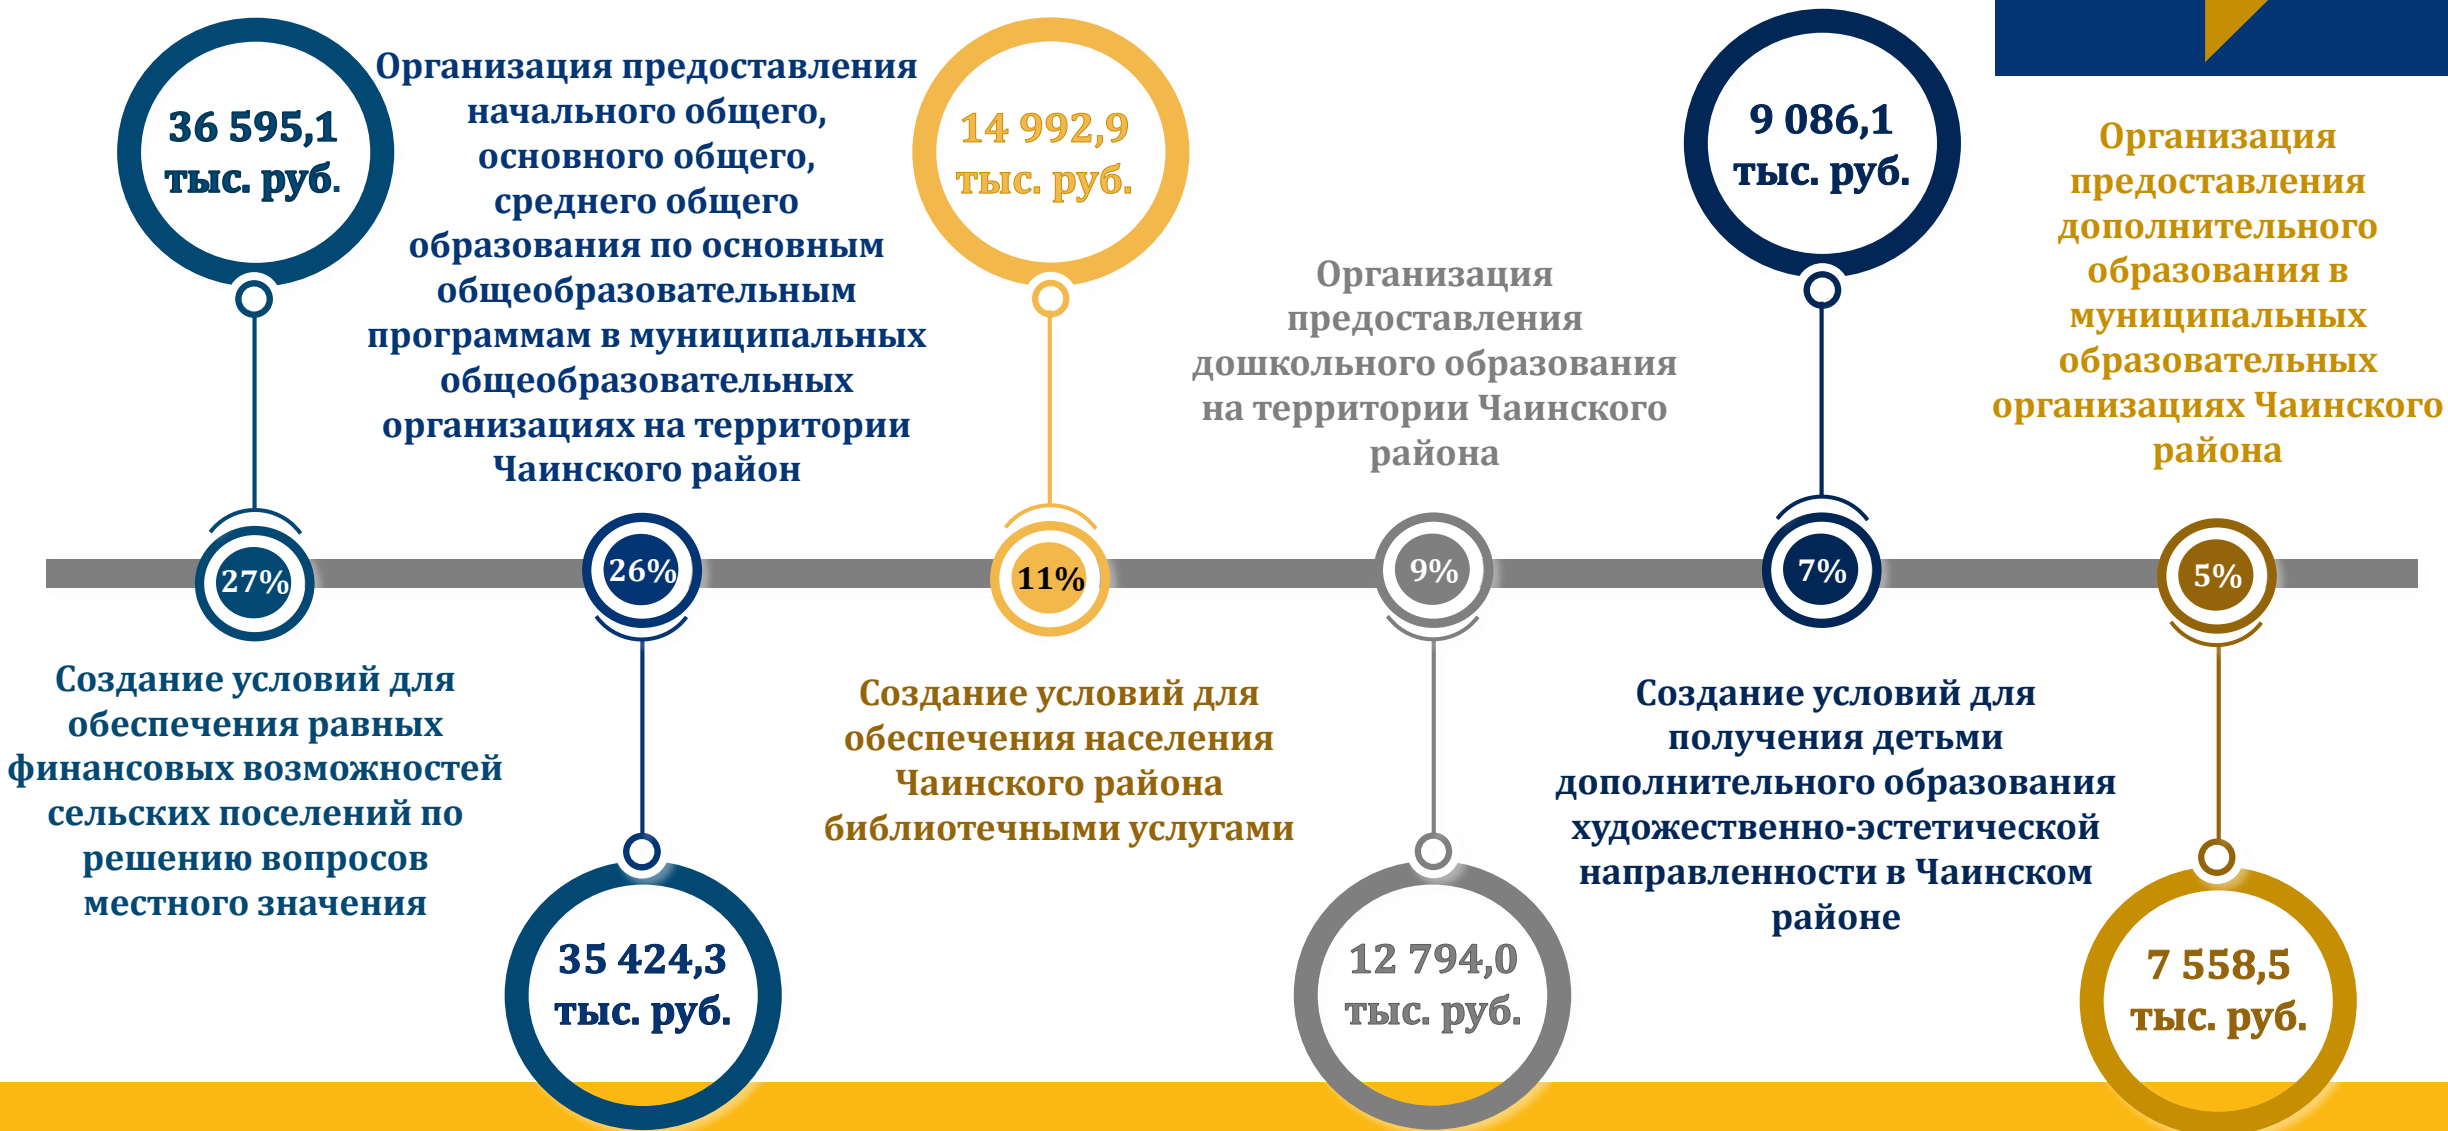 36 595,1
тыс. руб.
27%
Создание условий для
обеспечения равных
финансовых возможностей
сельских поселений по
решению вопросов
местного значения
Организация предоставления
начального общего,
основного общего,
среднего общего
образования по основным
общеобразовательным
программам в муниципальных
общеобразовательных
организациях на территории
Чаинского район
26%
35 424,3
тыс. руб.
14 992,9
тыс. руб.
11%
Создание условий для
обеспечения населения
Чаинского района
библиотечными услугами
Организация
предоставления
дошкольного образования
на территории Чаинского
района
9%
12 794,0
тыс. руб.
9 086,1
тыс. руб.
7%
Создание условий для
получения детьми
дополнительного образования
художественно-эстетической
направленности в Чаинском
районе
Организация
предоставления
дополнительного
образования в
муниципальных
образовательных
организациях Чаинского
района
5%
7 558,5
тыс. руб.